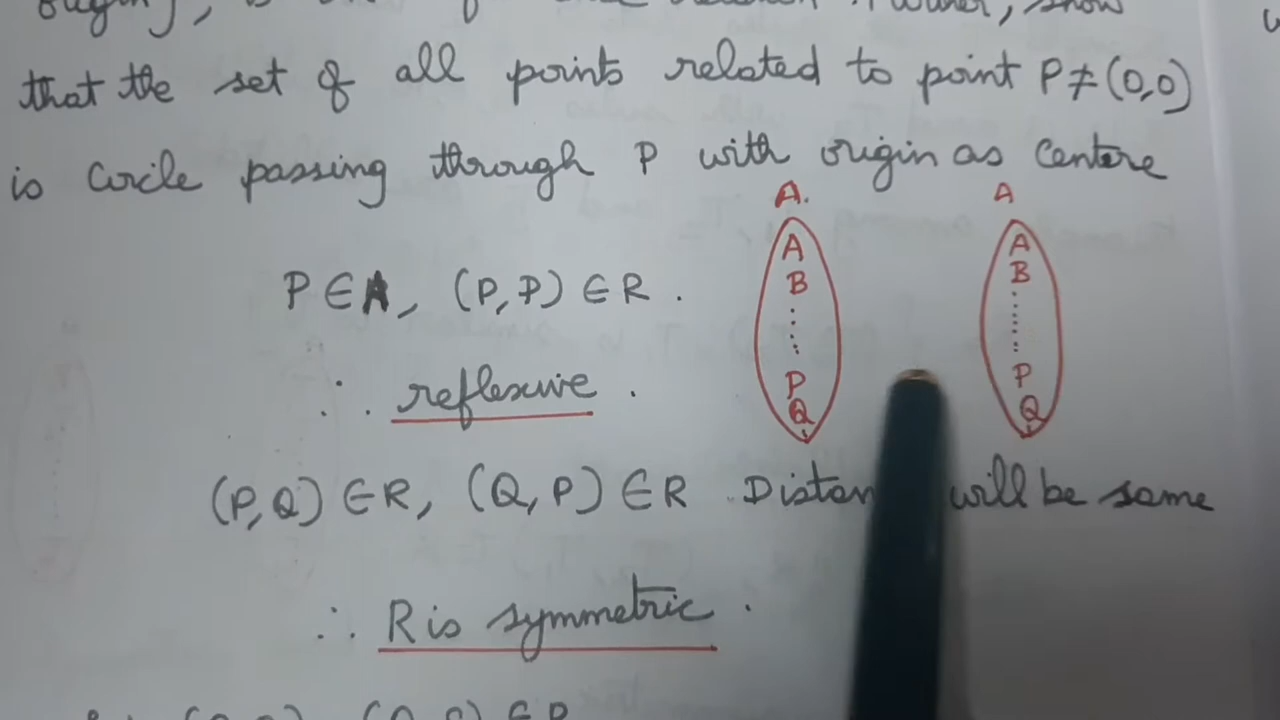 that the set of all points related to point P ≠ (0,0)
is circle passing through P with origin as Centere
A. A
A A
B B
P ∈ A, (P, P) ∈ R .
P P
∴ reflexive .
Q Q
(P, Q) ∈ R, (Q, P) ∈ R Distan will be same
∴ R is symmetric .